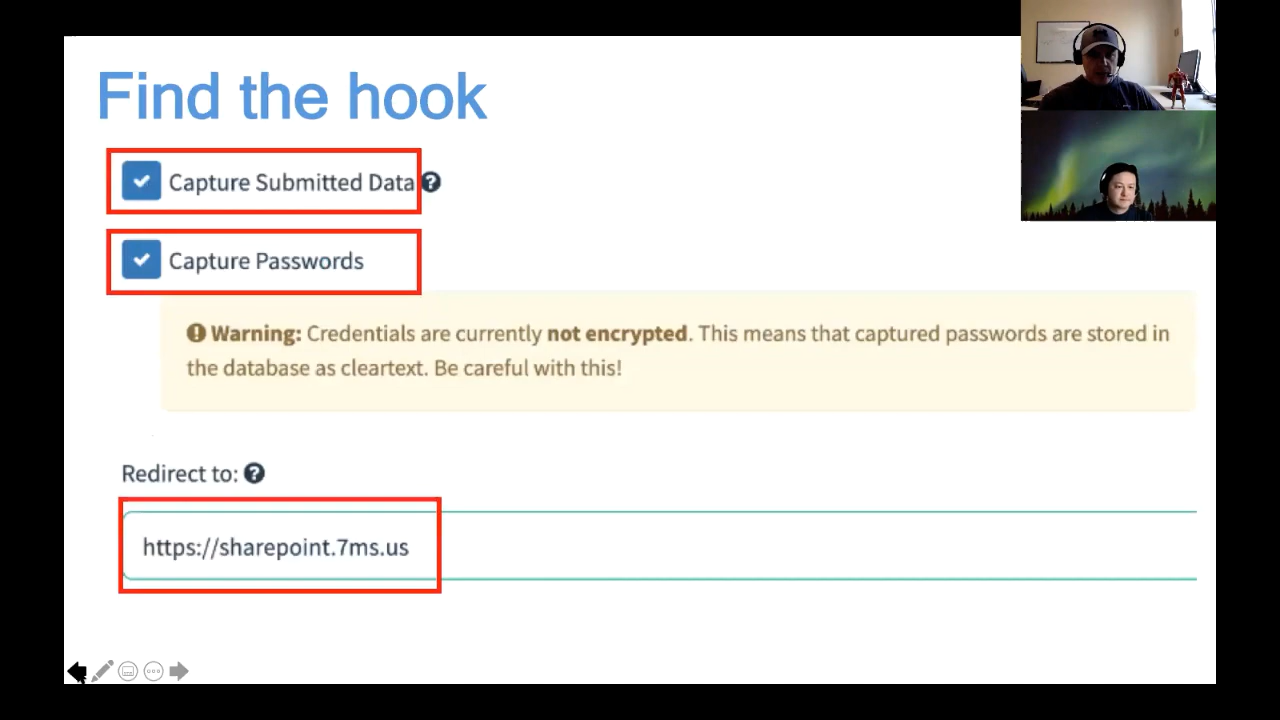 Find the hook
Capture Submitted Data
Capture Passwords
Warning: Credentials are currently not encrypted. This means that captured passwords are stored in
the database as cleartext. Be careful with this!
Redirect to:
https://sharepoint.7ms.us